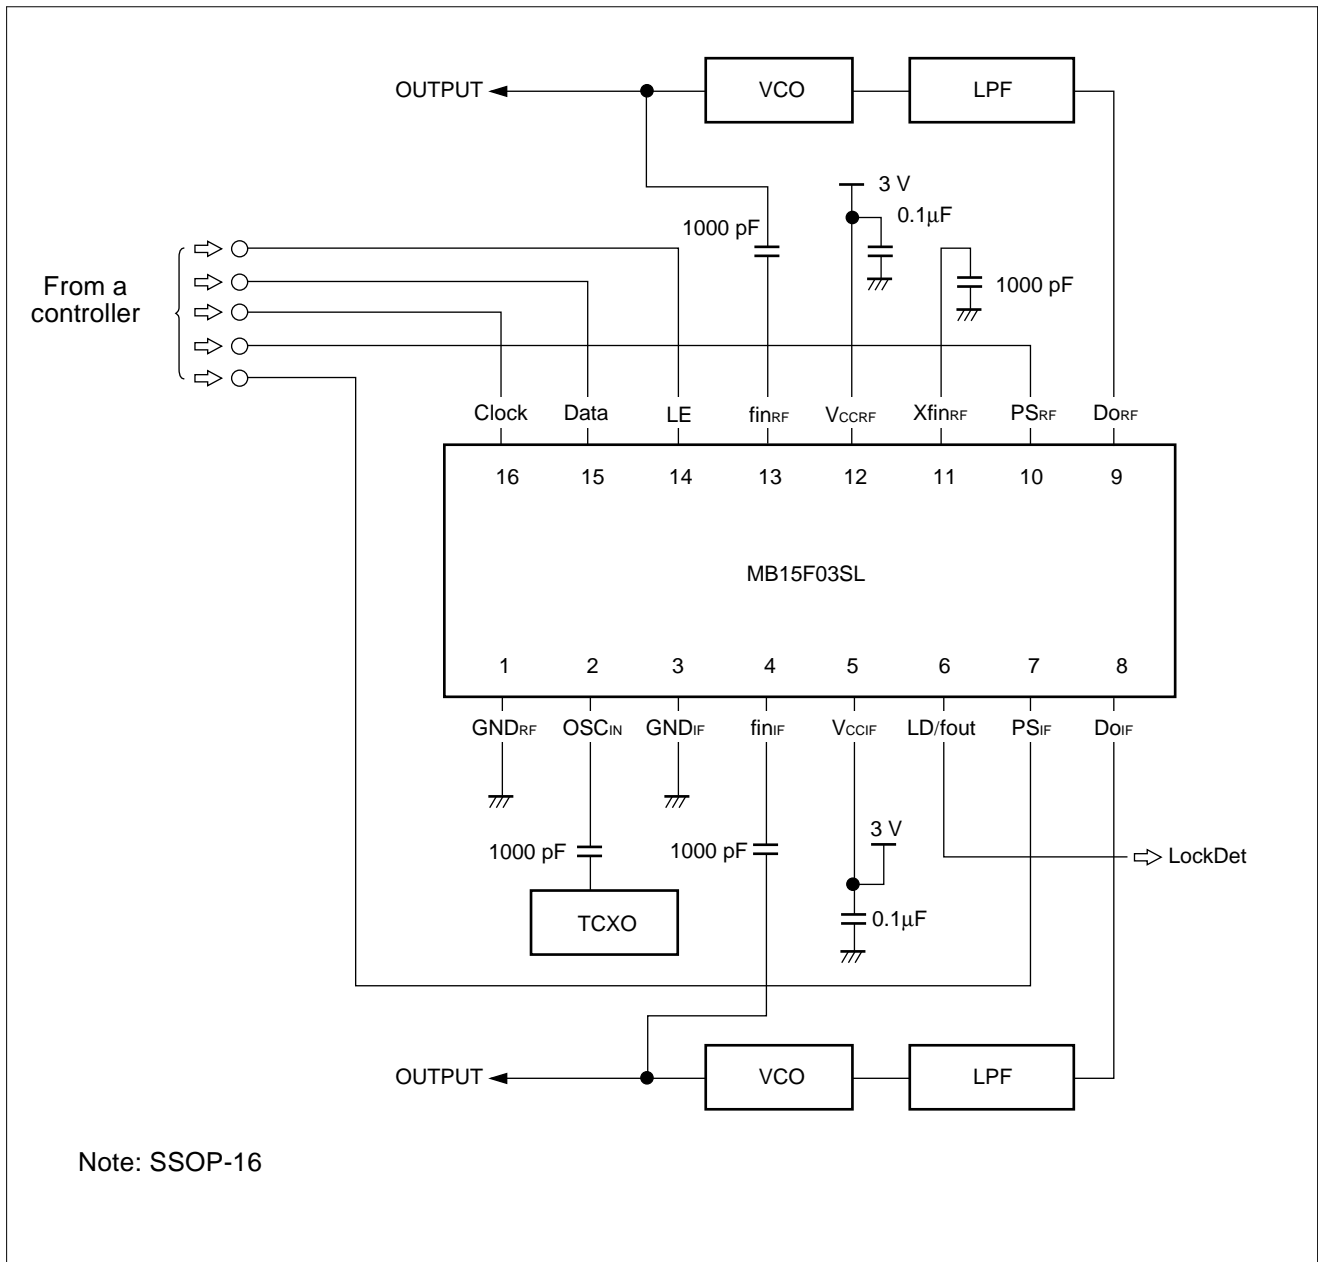 OUTPUT
VCO
LPF
3 V
0.1μF
1000 pF
1000 pF
From a
controller
Clock Data LE finRF VCCRF XfinRF PSRF DoRF
16 15 14 13 12 11 10 9
MB15F03SL
1 2 3 4 5 6 7 8
GNDRF OSCIN GNDIF finIF VCCIF LD/fout PSIF DoIF
3 V
1000 pF
1000 pF
LockDet
0.1μF
TCXO
OUTPUT
VCO
LPF
Note: SSOP-16